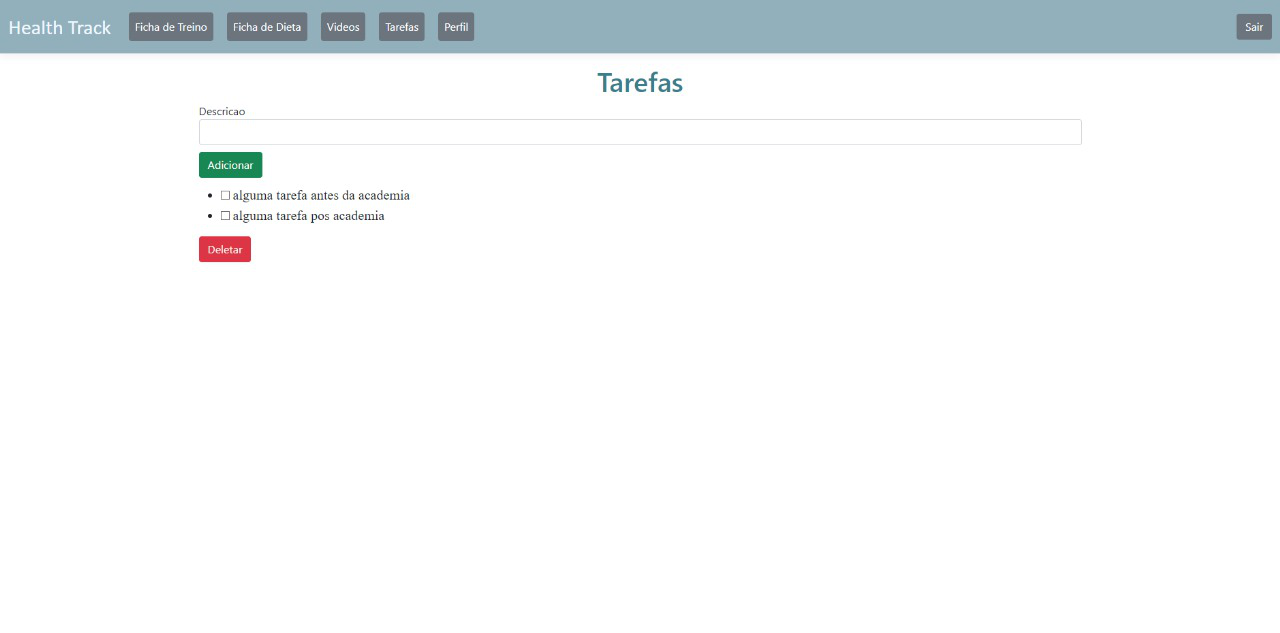 Health Track Ficha de Treino Ficha de Dieta Videos Tarefas Perfil Sair
Tarefas
Descricao
Adicionar
alguma tarefa antes da academia
alguma tarefa pos academia
Deletar